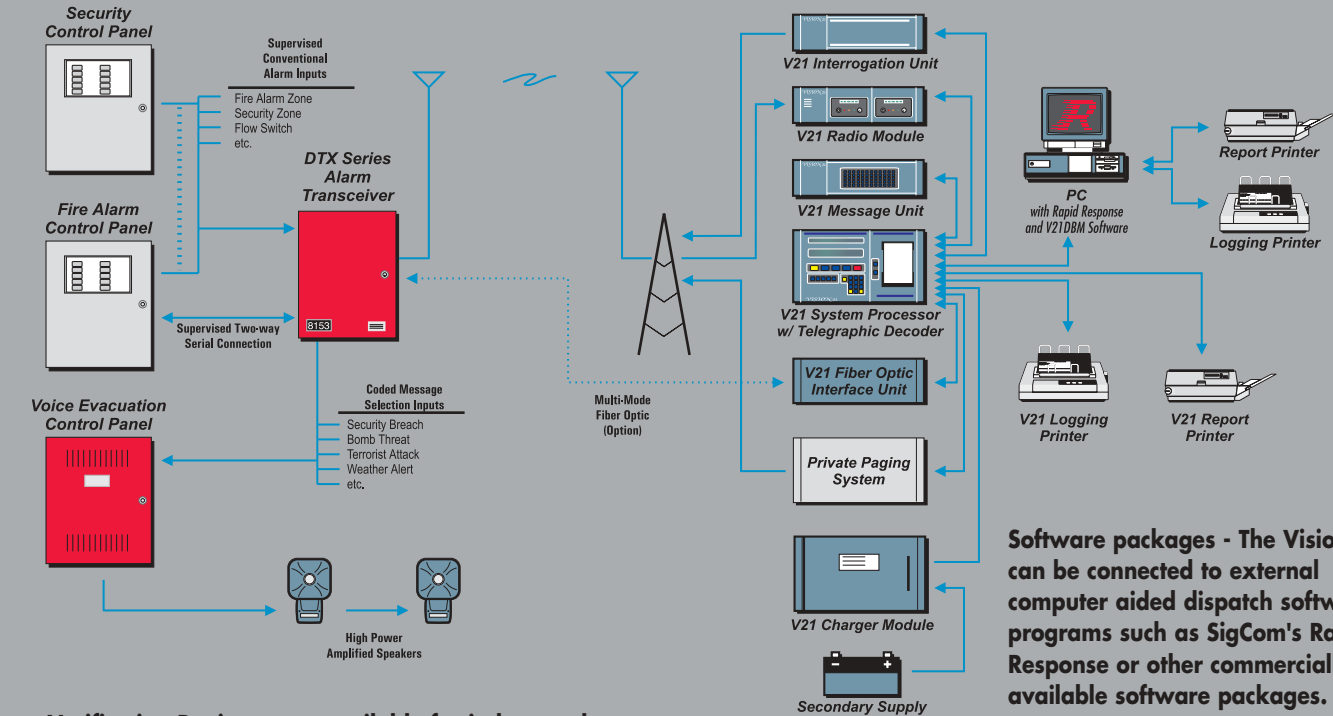 Security
Control Panel
Supervised
Conventional
Alarm Inputs
Fire Alarm Zone
Security Zone
Flow Switch
etc.
DTX Series
Alarm
Transceiver
8153
Fire Alarm
Control Panel
Supervised Two-way
Serial Connection
Coded Message
Selection Inputs
Security Breach
Bomb Threat
Terrorist Attack
Weather Alert
etc.
Voice Evacuation
Control Panel
High Power
Amplified Speakers
Multi-Mode
Fiber Optic
(Option)
V21 Interrogation Unit
V21 Radio Module
V21 Message Unit
V21 System Processor
w/ Telegraphic Decoder
V21 Fiber Optic
Interface Unit
Private Paging
System
V21 Charger Module
Secondary Supply
PC
with Rapid Response
and V21DBM Software
Report Printer
Logging Printer
V21 Logging
Printer
V21 Report
Printer
Software packages - The Visio
can be connected to external
computer aided dispatch softw
programs such as SigCom's Ra
Response or other commercial
available software packages.